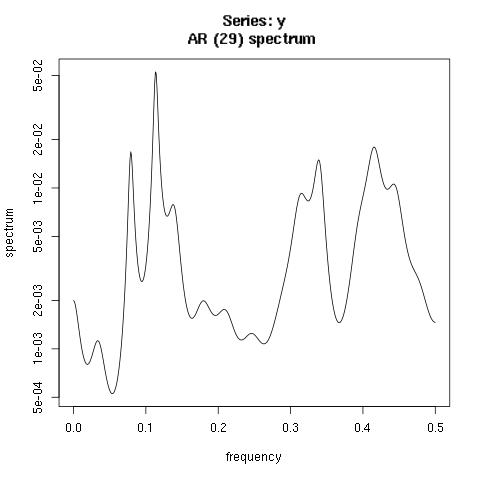 Series: y
AR (29) spectrum
spectrum
5e-02
2e-02
1e-02
5e-03
2e-03
1e-03
5e-04
0.0 0.1 0.2 0.3 0.4 0.5
frequency